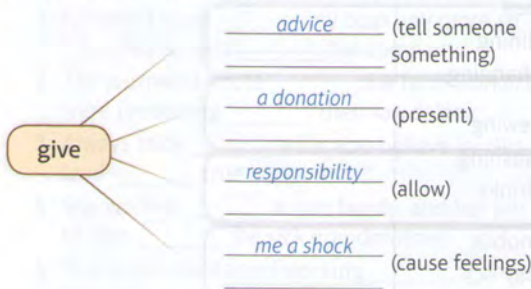 advice (tell someone
something)
a donation
(present)
give
responsibility
(allow)
me a shock
(cause feelings)